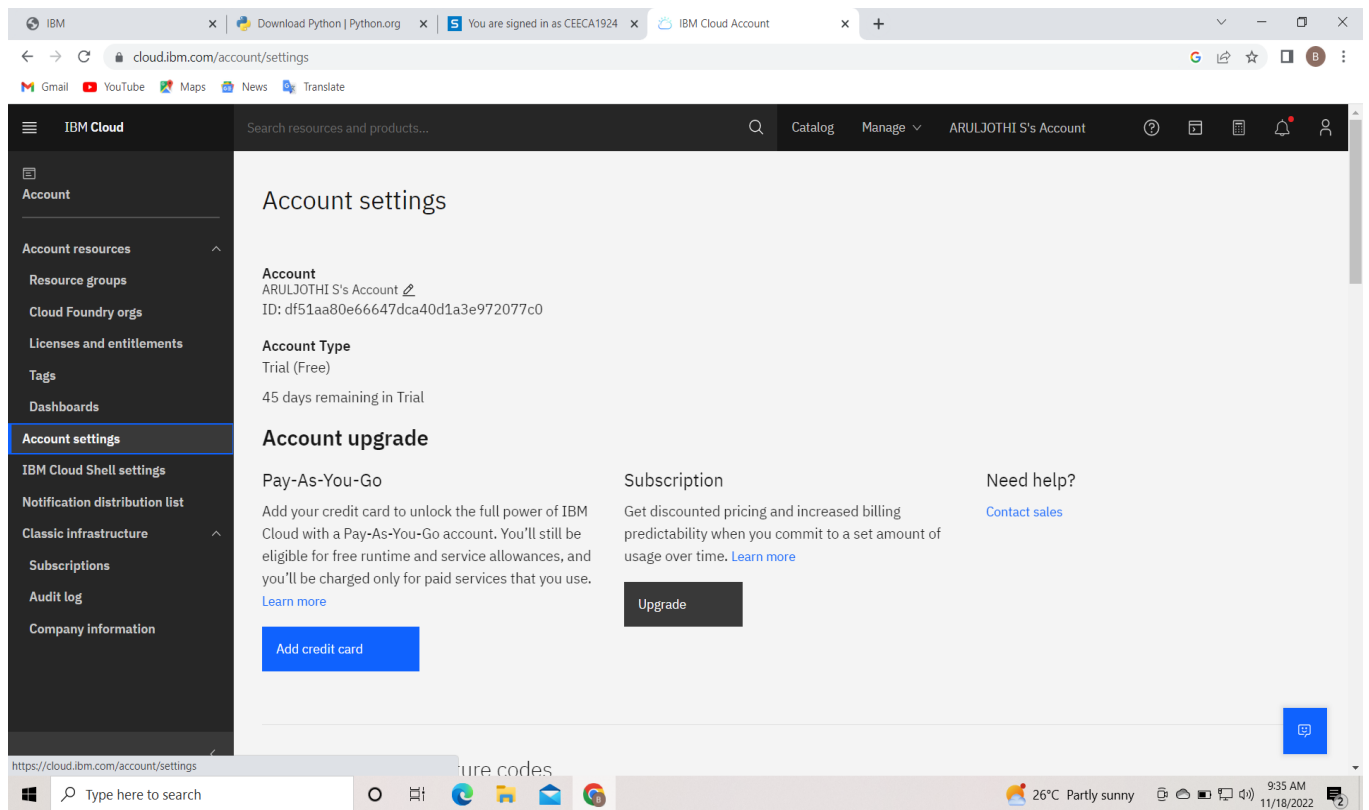 IBM
Download Python | Python.org
You are signed in as CEECA1924
IBM Cloud Account
cloud.ibm.com/account/settings
G
B
Gmail
YouTube
Maps
News
Translate
IBM Cloud
Search resources and products...
Catalog
Manage
ARULJOTHI S's Account
Account
Account resources
Resource groups
Cloud Foundry orgs
Licenses and entitlements
Tags
Dashboards
Account settings
IBM Cloud Shell settings
Notification distribution list
Classic infrastructure
Subscriptions
Audit log
Company information
Account settings
Account
ARULJOTHI S's Account
ID: df51aa80e66647dca40d1a3e972077c0
Account Type
Trial (Free)
45 days remaining in Trial
Account upgrade
Pay-As-You-Go
Add your credit card to unlock the full power of IBM
Cloud with a Pay-As-You-Go account. You'll still be
eligible for free runtime and service allowances, and
you'll be charged only for paid services that you use.
Learn more
Add credit card
Subscription
Get discounted pricing and increased billing
predictability when you commit to a set amount of
usage over time. Learn more
Upgrade
Need help?
Contact sales
codes
https://cloud.ibm.com/account/settings
Type here to search
26°C Partly sunny
9:35 AM
11/18/2022
2